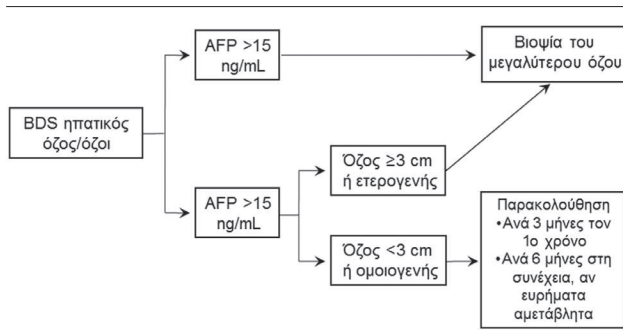 AFP >15
ng/mL
Βιοψία του
μεγαλύτερου όζου
BDS ηπατικός
όζος/όζοι
Όζος ≥3 cm
ή ετερογενής
AFP >15
ng/mL
Παρακολούθηση
•Ανά 3 μήνες τον
1ο χρόνο
•Ανά 6 μήνες στη
συνέχεια, αν
ευρήματα
αμετάβλητα
Όζος <3 cm
ή ομοιογενής